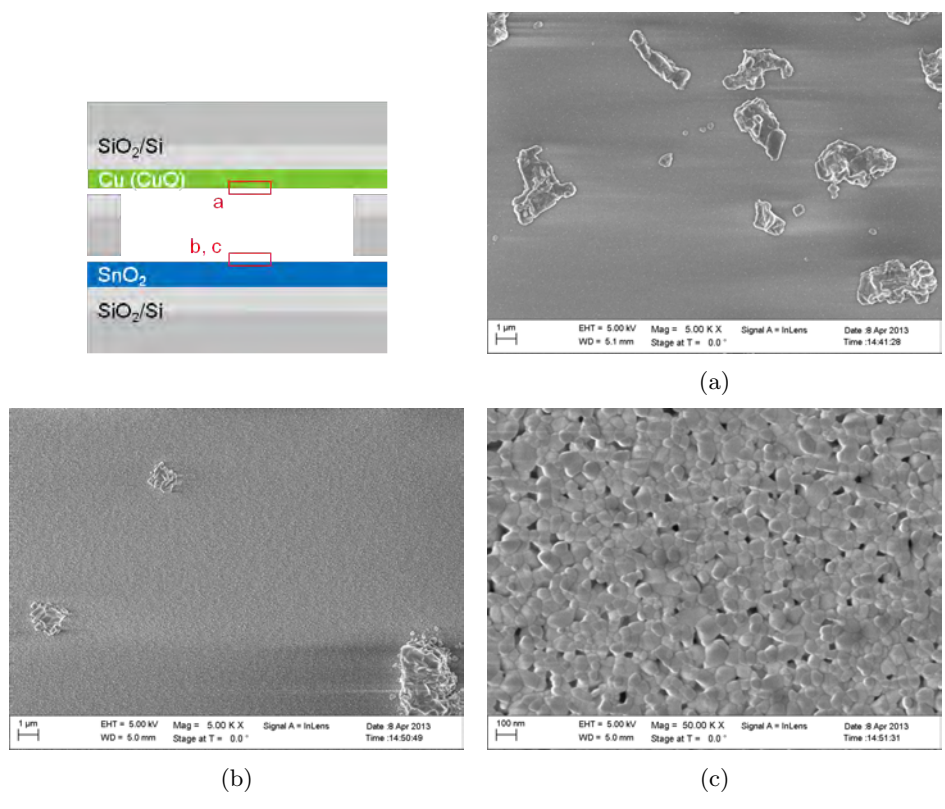 SiO₂/Si
Cu (CuO)
a
b, c
SnO₂
SiO₂/Si
1 µm
EHT = 5.00 kV Mag = 5.00 K X Signal A = InLens Date :8 Apr 2013
WD = 5.1 mm Stage at T = 0.0 ° Time :14:41:28
(a)
1 µm
EHT = 5.00 kV Mag = 5.00 K X Signal A = InLens Date :8 Apr 2013
WD = 5.0 mm Stage at T = 0.0 ° Time :14:50:49
(b)
100 nm
EHT = 5.00 kV Mag = 50.00 K X Signal A = InLens Date :8 Apr 2013
WD = 5.0 mm Stage at T = 0.0 ° Time :14:51:31
(c)